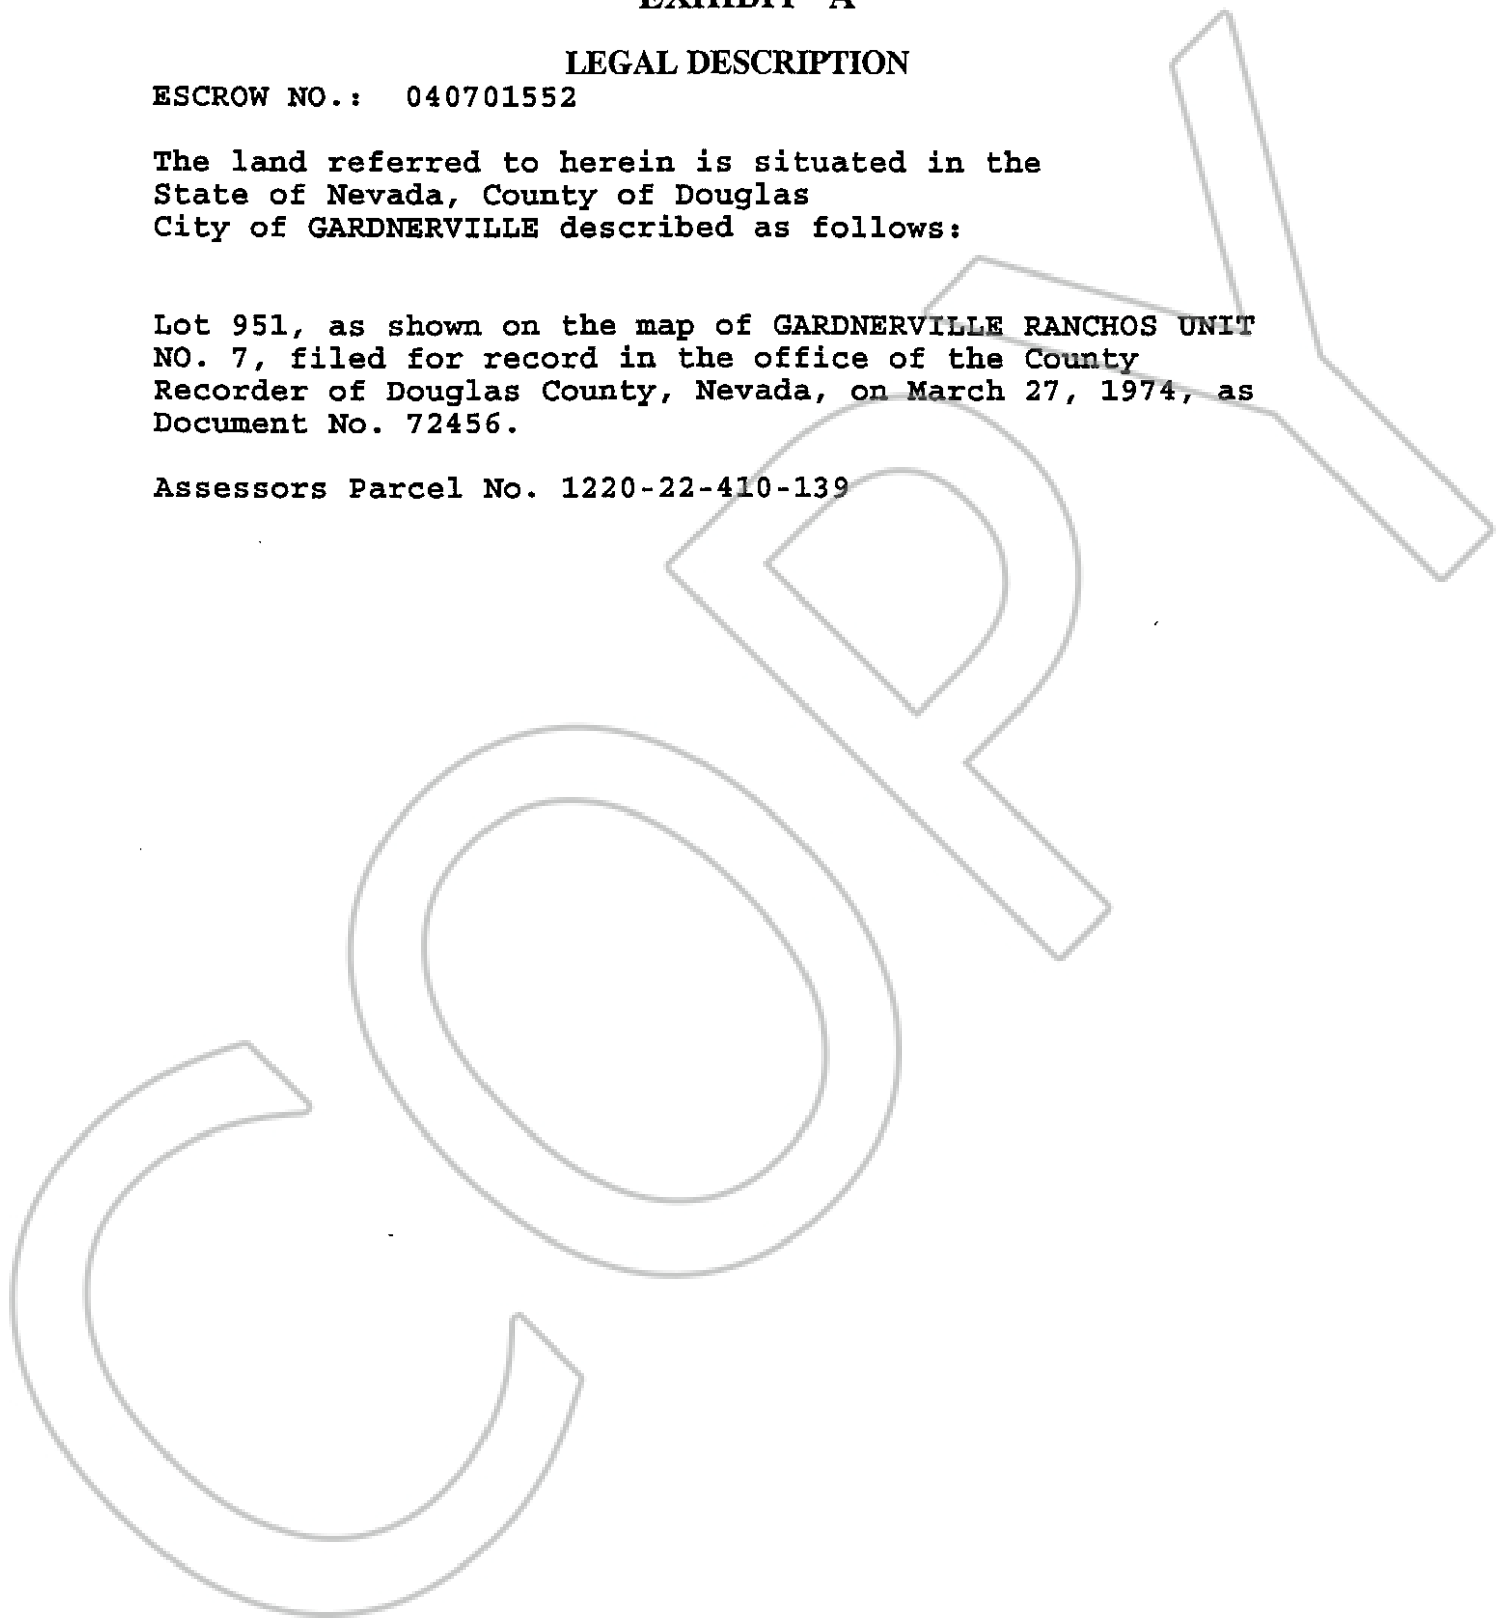 EXHIBIT "A
LEGAL DESCRIPTION
ESCROW NO.: 040701552
The land referred to herein is situated in the
State of Nevada, County of Douglas
City of GARDNERVILLE described as follows:
Lot 951, as shown on the map of GARDNERVILLE RANCHOS UNIT
NO. 7, filed for record in the office of the County
Recorder of Douglas County, Nevada, on March 27, 1974, as
Document No. 72456.
Assessors Parcel No. 1220-22-410-139
COPY